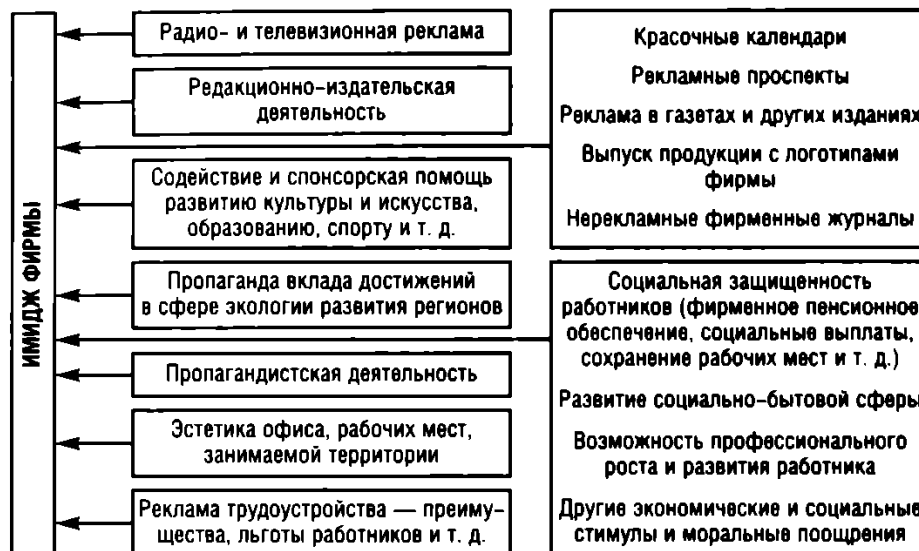 ИМИДЖ ФИРМЫ
Радио- и телевизионная реклама
Редакционно-издательская
деятельность
Содействие и спонсорская помощь
развитию культуры и искусства,
образованию, спорту и т. д.
Пропаганда вклада достижений
в сфере экологии развития регионов
Пропагандистская деятельность
Эстетика офиса, рабочих мест,
занимаемой территории
Реклама трудоустройства — преиму-
щества, льготы работников и т. д.
Красочные календари
Рекламные проспекты
Реклама в газетах и других изданиях
Выпуск продукции с логотипами
фирмы
Нерекламные фирменные журналы
Социальная защищенность
работников (фирменное пенсионное
обеспечение, социальные выплаты,
сохранение рабочих мест и т. д.)
Развитие социально-бытовой сферы
Возможность профессионального
роста и развития работника
Другие экономические и социальные
стимулы и моральные поощрения